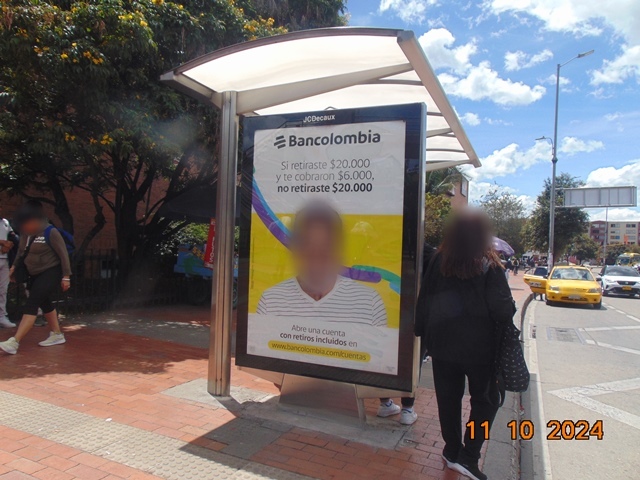 JCDecaux
Bancolombia
Si retiraste $20.000
y te cobraron $6.000,
no retiraste $20.000
Abre una cuenta
con retiros incluidos en
www.bancolombia.com/cuentas
11 10 2024